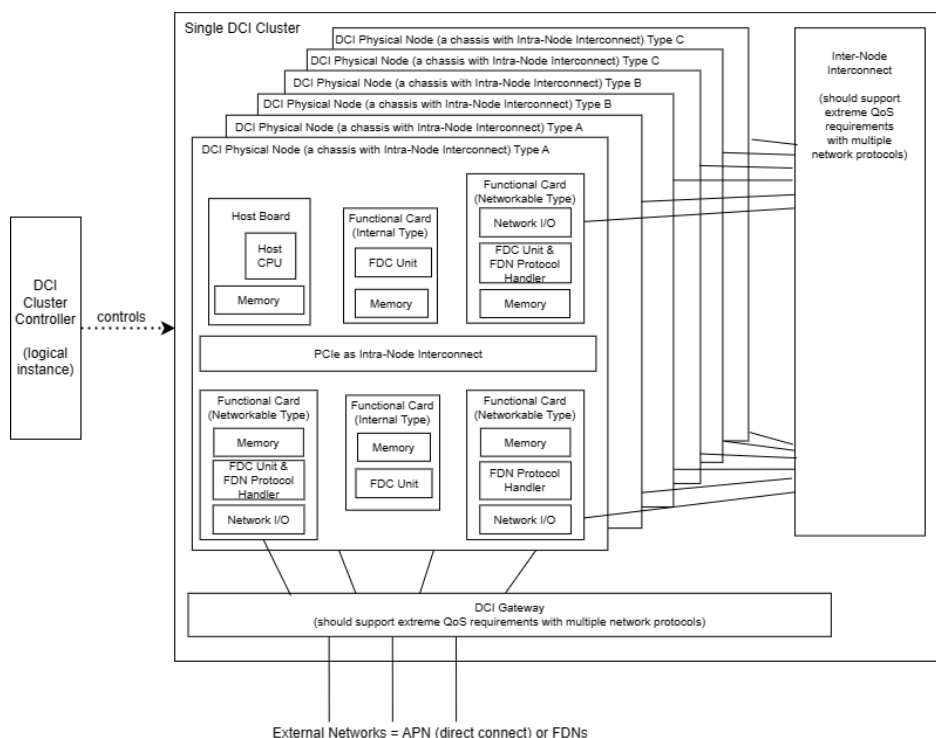 Single DCI Cluster
DCI Physical Node (a chassis with Intra-Node Interconnect) Type C
DCI Physical Node (a chassis with Intra-Node Interconnect) Type C
DCI Physical Node (a chassis with Intra-Node Interconnect) Type B
DCI Physical Node (a chassis with Intra-Node Interconnect) Type B
DCI Physical Node (a chassis with Intra-Node Interconnect) Type A
DCI Physical Node (a chassis with Intra-Node Interconnect) Type A
Inter-Node
Interconnect
(should support
extreme QoS
requirements
with multiple
network protocols)
DCI
Cluster
Controller
(logical
instance)
controls
Host Board
Host
CPU
Memory
Functional Card
(Internal Type)
FDC Unit
Memory
Functional Card
(Networkable Type)
Network I/O
FDC Unit &
FDN Protocol
Handler
Memory
PCIe as Intra-Node Interconnect
Functional Card
(Networkable Type)
Memory
FDC Unit &
FDN Protocol
Handler
Network I/O
Functional Card
(Internal Type)
Memory
FDC Unit
Functional Card
(Networkable Type)
Memory
FDN Protocol
Handler
Network I/O
DCI Gateway
(should support extreme QoS requirements with multiple network protocols)
External Networks = APN (direct connect) or FDNs